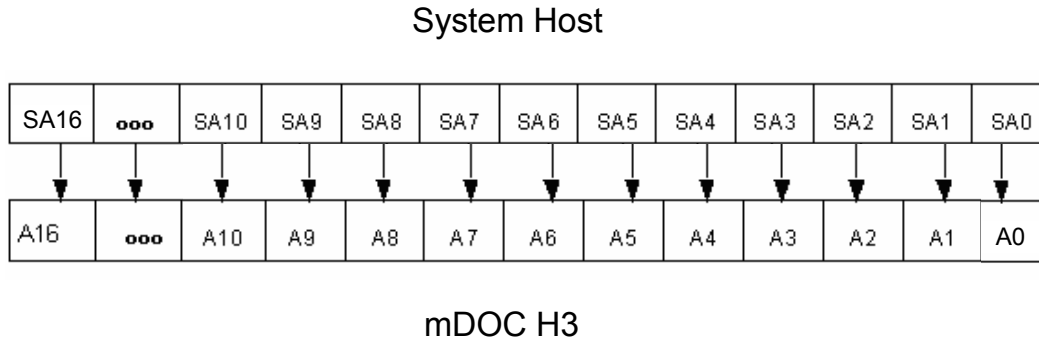 System Host
SA16 ooo SA10 SA9 SA8 SA7 SA6 SA5 SA4 SA3 SA2 SA1 SA0
A16 ooo A10 A9 A8 A7 A6 A5 A4 A3 A2 A1 A0
mDOC H3